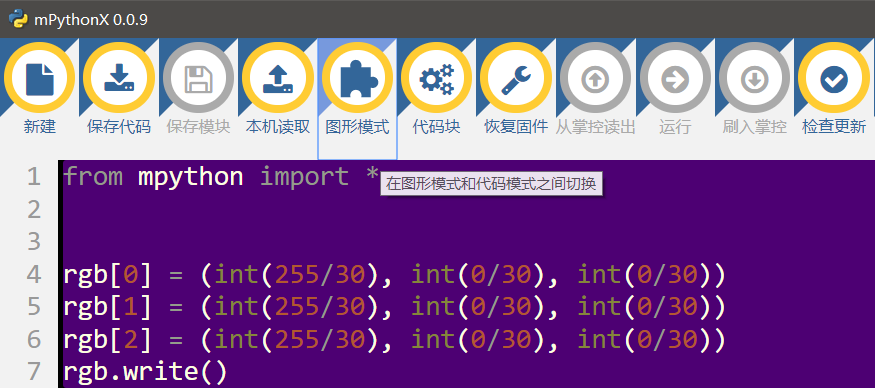 mPythonX 0.0.9
新建 保存代码 保存模块 本机读取 图形模式 代码块 恢复固件 从掌控读出 运行 刷入掌控 检查更新
1 from mpython import *
在图形模式和代码模式之间切换
2
3
4 rgb[0] = (int(255/30), int(0/30), int(0/30))
5 rgb[1] = (int(255/30), int(0/30), int(0/30))
6 rgb[2] = (int(255/30), int(0/30), int(0/30))
7 rgb.write()